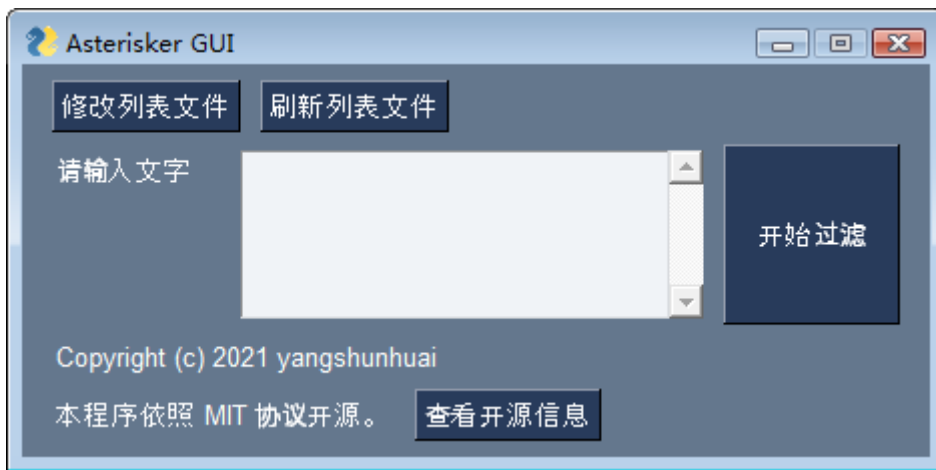 Asterisker GUI
修改列表文件 刷新列表文件
请输入文字
开始过滤
Copyright (c) 2021 yangshunhuai
本程序依照 MIT 协议开源。 查看开源信息